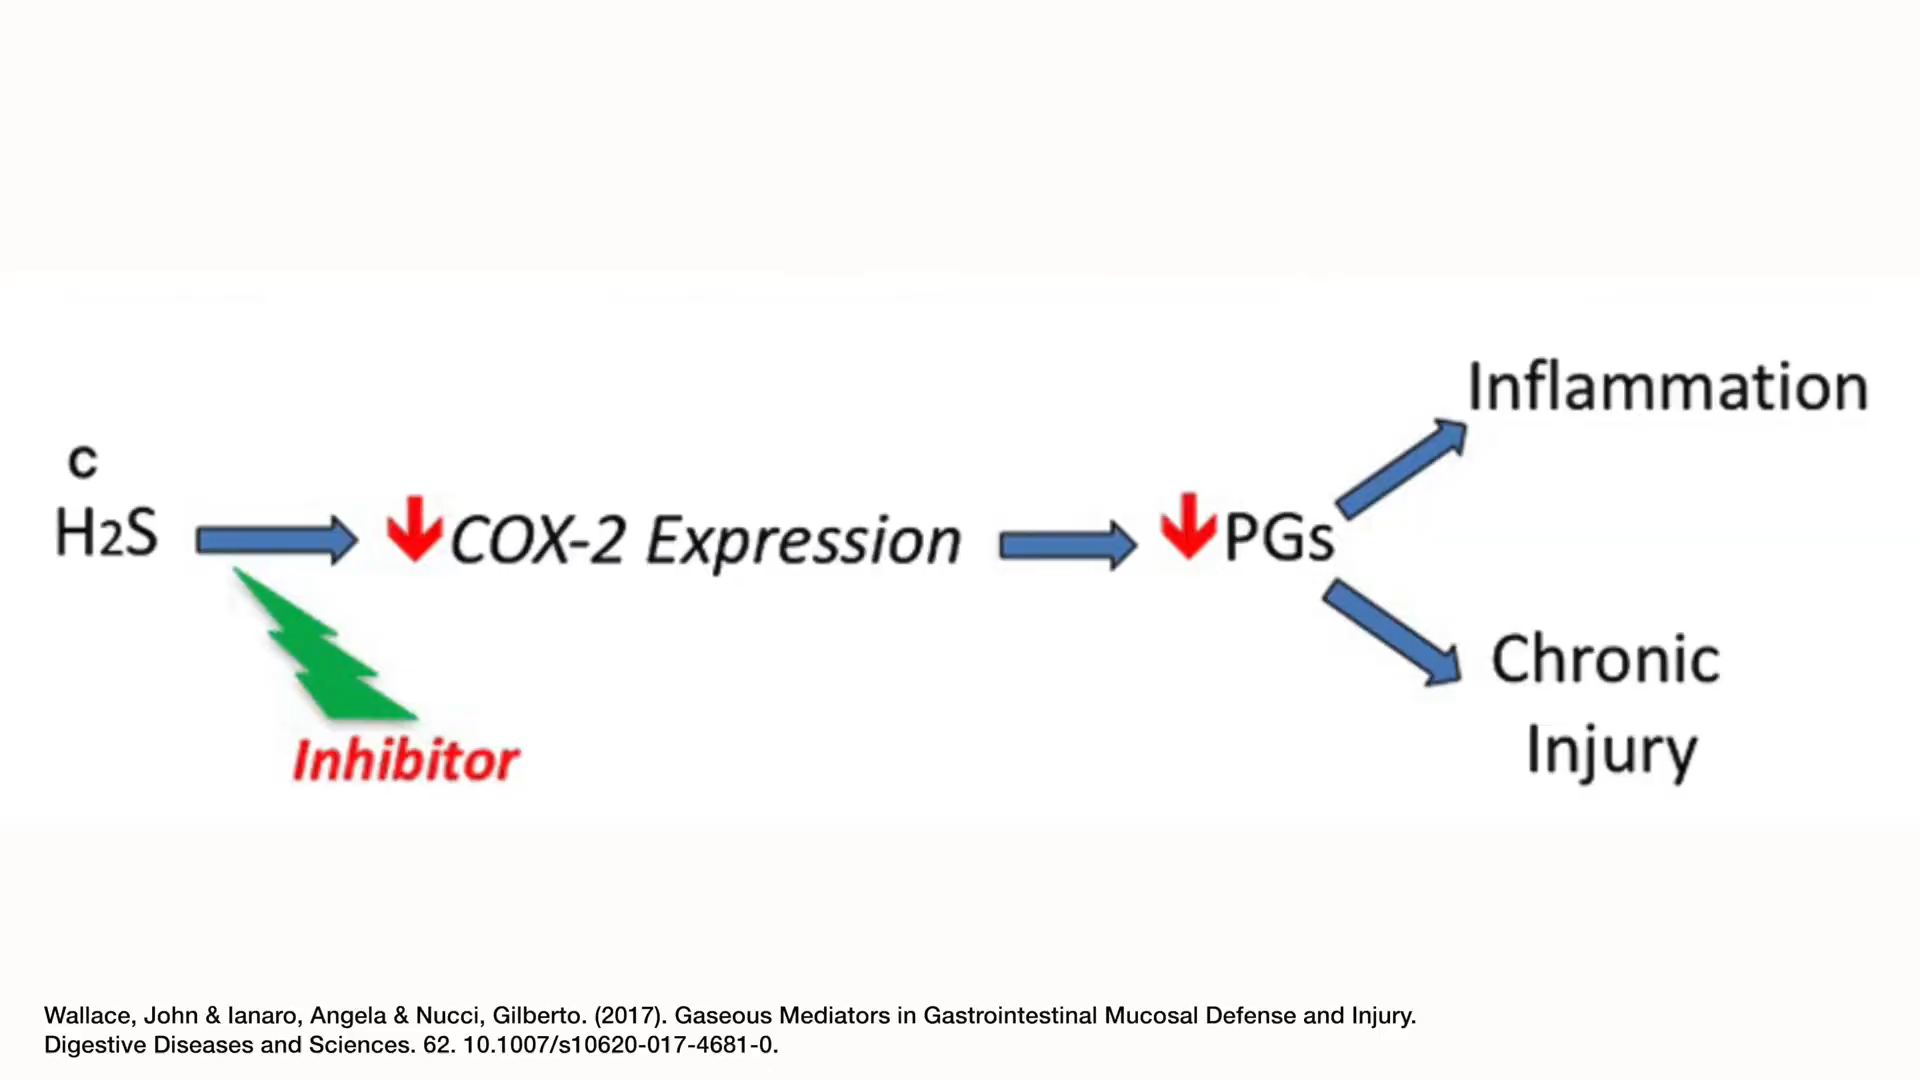 c
H2S
COX-2 Expression
PGs
Inflammation
Chronic
Injury
Inhibitor
Wallace, John & Ianaro, Angela & Nucci, Gilberto. (2017). Gaseous Mediators in Gastrointestinal Mucosal Defense and Injury.
Digestive Diseases and Sciences. 62. 10.1007/s10620-017-4681-0.